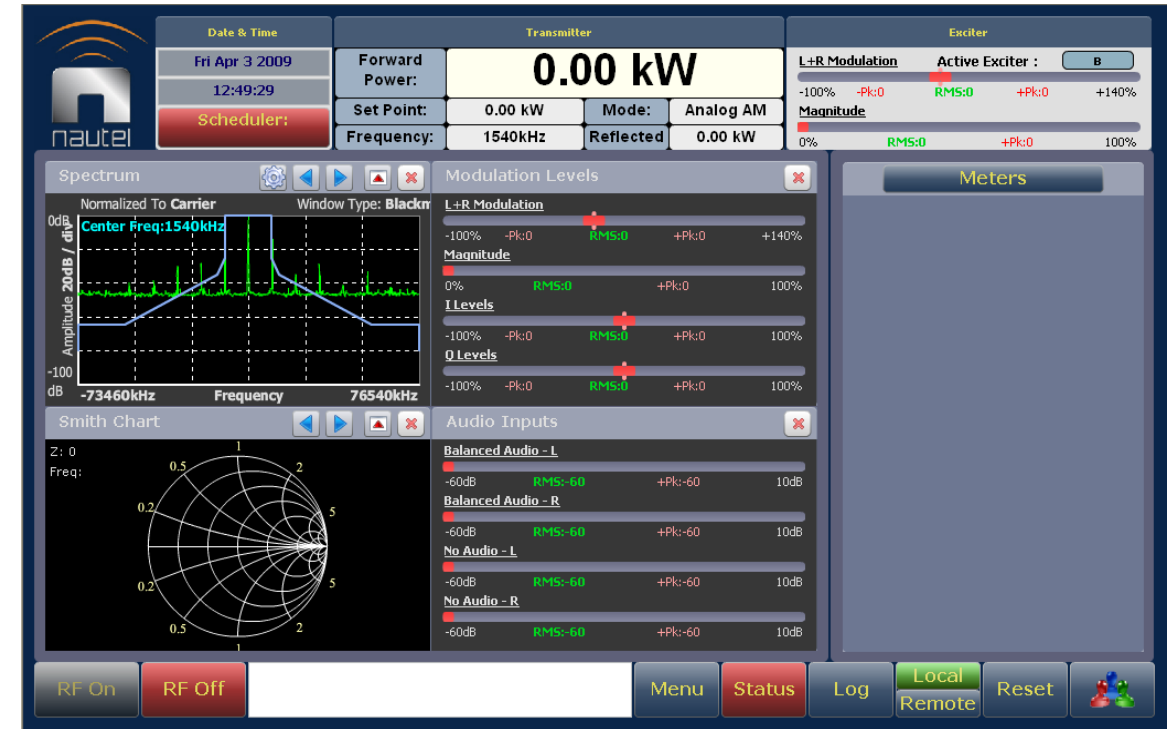 nautel
Date & Time
Fri Apr 3 2009
12:49:29
Scheduler:
Transmitter
Forward Power:
0.00 kW
Set Point:
0.00 kW
Mode:
Analog AM
Frequency:
1540kHz
Reflected
0.00 kW
Exciter
L+R Modulation
Active Exciter :
B
-100% -Pk:0 RMS:0 +Pk:0 +140%
Magnitude
0% RMS:0 +Pk:0 100%
Spectrum
Normalized To Carrier Window Type: Blackm
0dB
Center Freq:1540kHz
Amplitude 20dB / div
-100 dB
-73460kHz Frequency 76540kHz
Modulation Levels
L+R Modulation
-100% -Pk:0 RMS:0 +Pk:0 +140%
Magnitude
0% RMS:0 +Pk:0 100%
I Levels
-100% -Pk:0 RMS:0 +Pk:0 100%
Q Levels
-100% -Pk:0 RMS:0 +Pk:0 100%
Smith Chart
Z: 0
Freq:
1
0.5
2
0.2
5
0.2
5
0.5
2
1
Audio Inputs
Balanced Audio - L
-60dB RMS:-60 +Pk:-60 10dB
Balanced Audio - R
-60dB RMS:-60 +Pk:-60 10dB
No Audio - L
-60dB RMS:-60 +Pk:-60 10dB
No Audio - R
-60dB RMS:-60 +Pk:-60 10dB
Meters
RF On
RF Off
Menu
Status
Log
Local
Remote
Reset